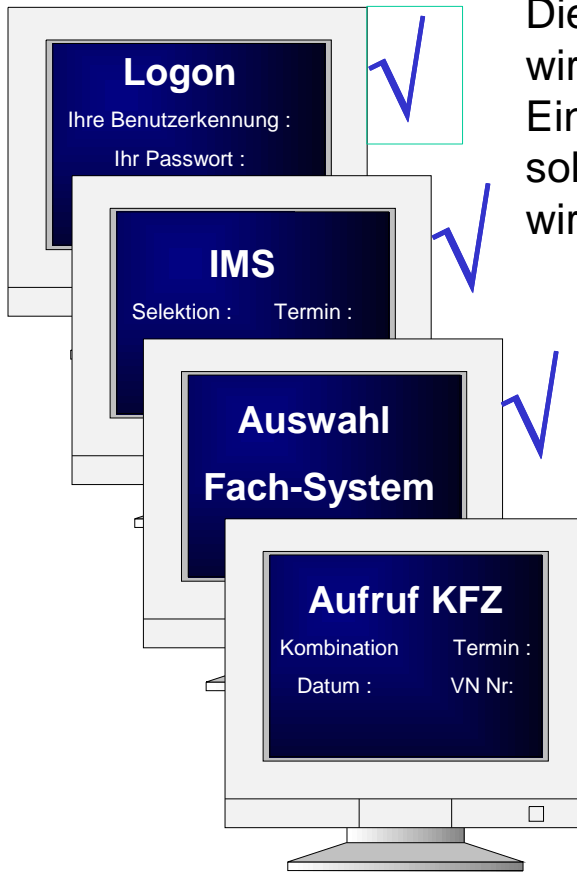 Logon
Ihre Benutzerkennung :
Ihr Passwort :
IMS
Selektion : Termin :
Auswahl
Fach-System
Aufruf KFZ
Kombination Termin :
Datum : VN Nr: